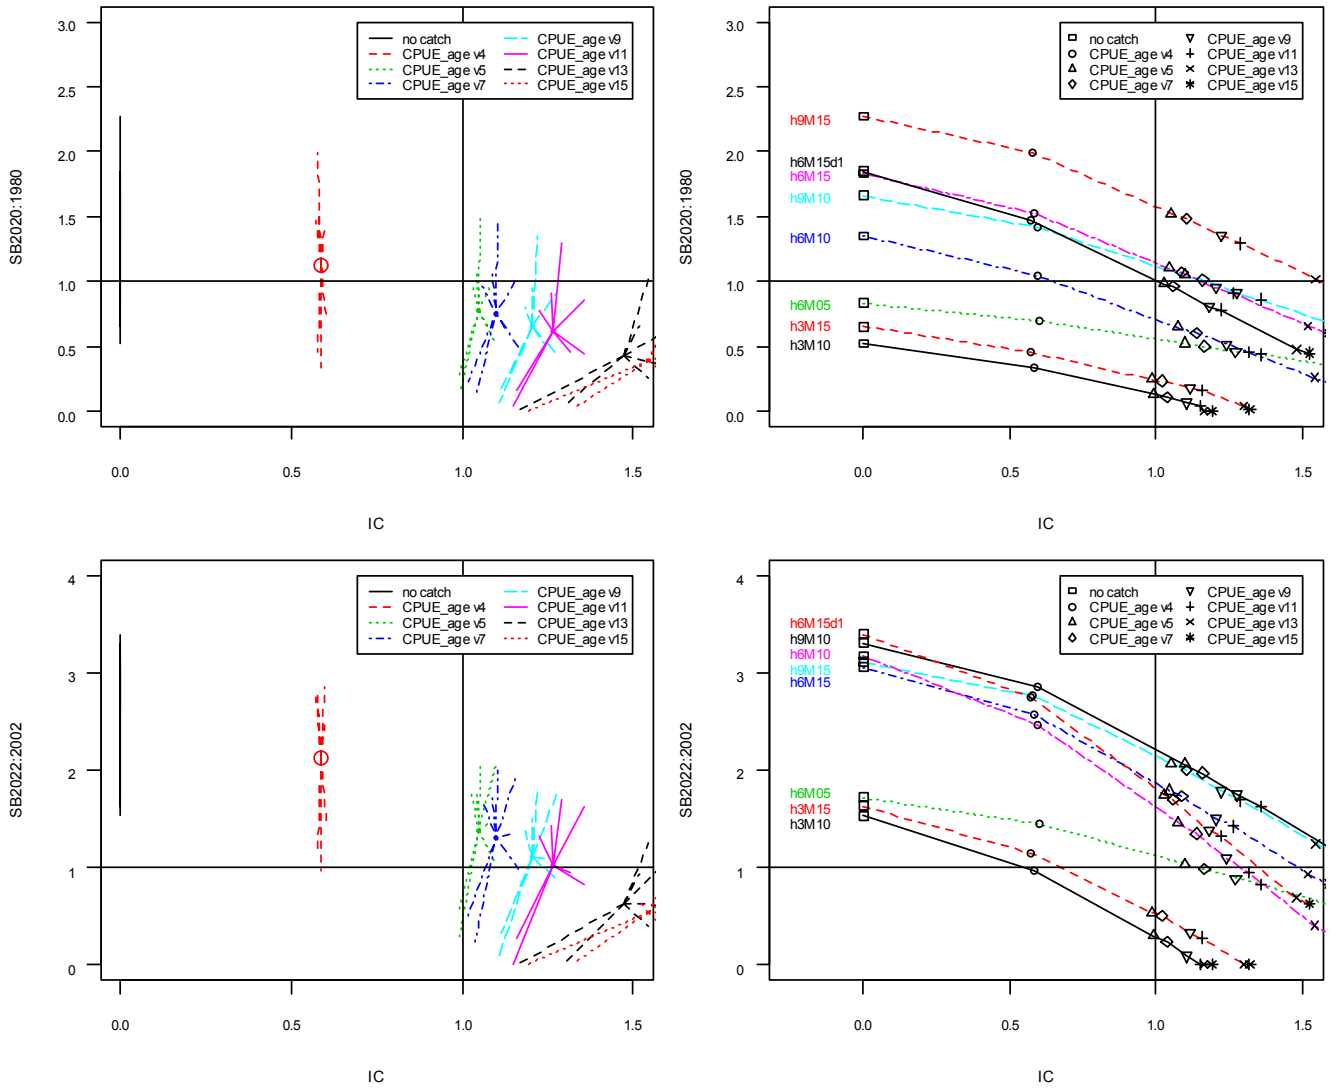 3.0
2.5
2.0
1.5
1.0
0.5
0.0
SB2020:1980
no catch
CPUE_age v4
CPUE_age v5
CPUE_age v7
CPUE_age v9
CPUE_age v11
CPUE_age v13
CPUE_age v15
0.0 0.5 1.0 1.5
IC
3.0
2.5
2.0
1.5
1.0
0.5
0.0
SB2020:1980
no catch
CPUE_age v4
CPUE_age v5
CPUE_age v7
CPUE_age v9
CPUE_age v11
CPUE_age v13
CPUE_age v15
h9M15
h6M15d1
h6M15
h9M10
h6M10
h6M05
h3M15
h3M10
0.0 0.5 1.0 1.5
IC
4
3
2
1
0
SB2022:2002
no catch
CPUE_age v4
CPUE_age v5
CPUE_age v7
CPUE_age v9
CPUE_age v11
CPUE_age v13
CPUE_age v15
0.0 0.5 1.0 1.5
IC
4
3
2
1
0
SB2022:2002
no catch
CPUE_age v4
CPUE_age v5
CPUE_age v7
CPUE_age v9
CPUE_age v11
CPUE_age v13
CPUE_age v15
h6M15d1
h9M10
h6M10
h9M15
h6M15
h6M05
h3M15
h3M10
0.0 0.5 1.0 1.5
IC